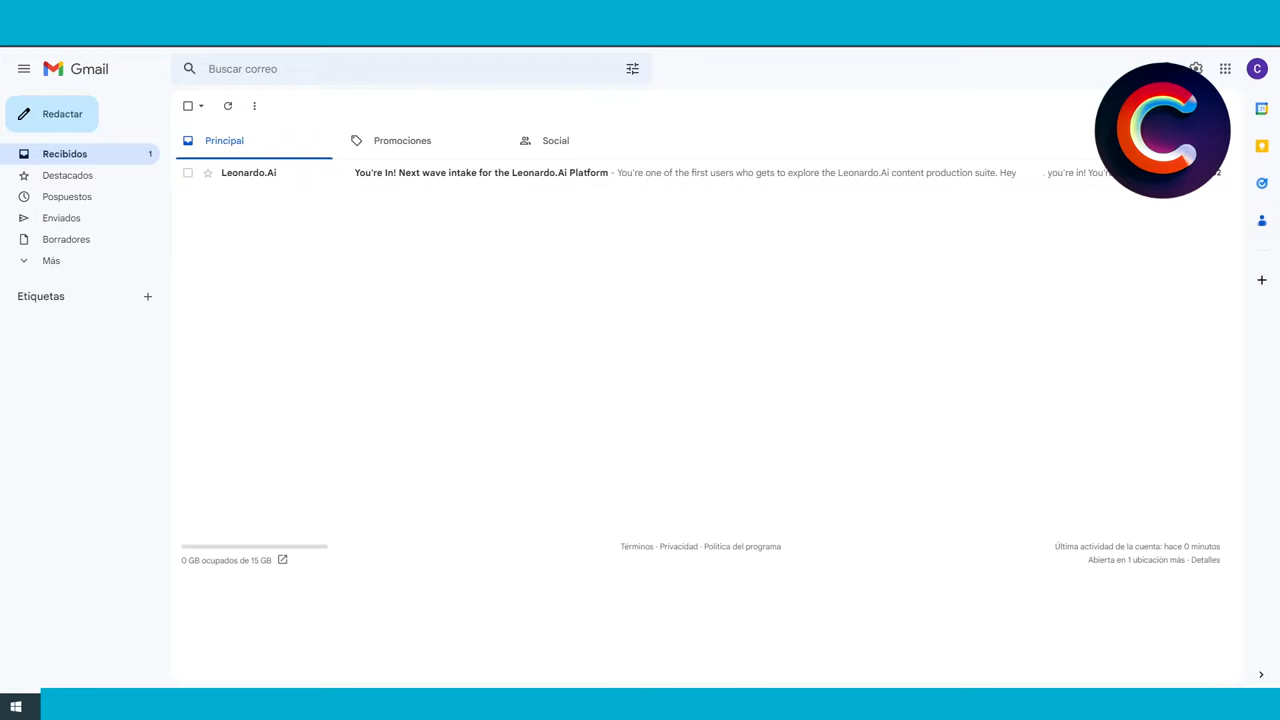 Gmail
Buscar correo
C
Redactar
Principal
Promociones
Social
Recibidos 1
Leonardo.Ai You're In! Next wave intake for the Leonardo.Ai Platform - You're one of the first users who gets to explore the Leonardo.Ai content production suite. Hey . you're in!
Destacados
Pospuestos
Enviados
Borradores
Más
Etiquetas
0 GB ocupados de 15 GB
Términos · Privacidad · Política del programa
Última actividad de la cuenta: hace 0 minutos
Abierta en 1 ubicación más · Detalles